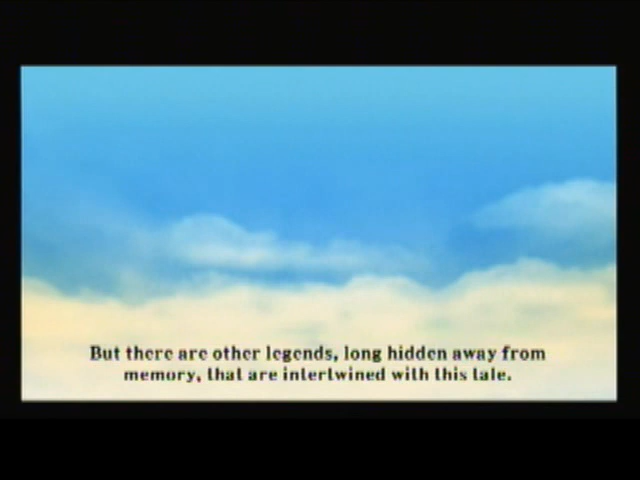 But there are other legends, long hidden away from
memory, that are intertwined with this tale.